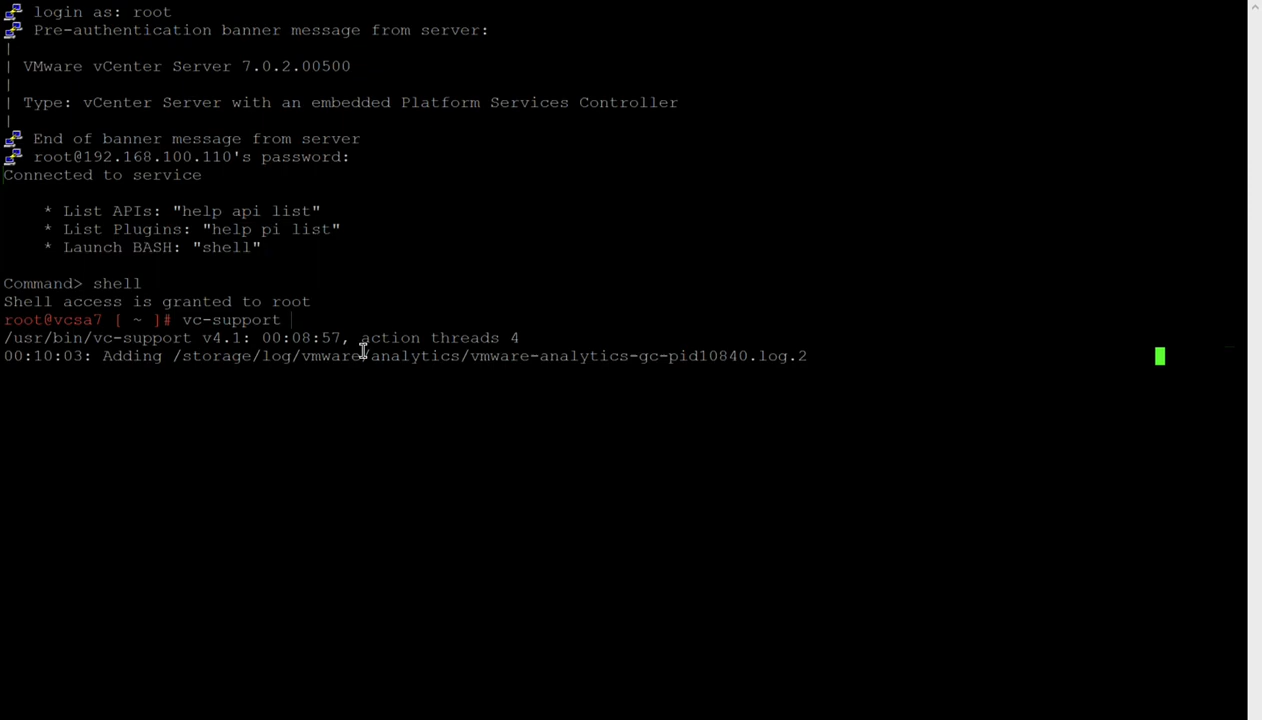 login as: root
Pre-authentication banner message from server:
|
| VMware vCenter Server 7.0.2.00500
|
| Type: vCenter Server with an embedded Platform Services Controller
|
End of banner message from server
root@192.168.100.110's password:
Connected to service
* List APIs: "help api list"
* List Plugins: "help pi list"
* Launch BASH: "shell"
Command> shell
Shell access is granted to root
root@vcsa7 [ ~ ]# vc-support
/usr/bin/vc-support v4.1: 00:08:57, action threads 4
00:10:03: Adding /storage/log/vmware/analytics/vmware-analytics-gc-pid10840.log.2